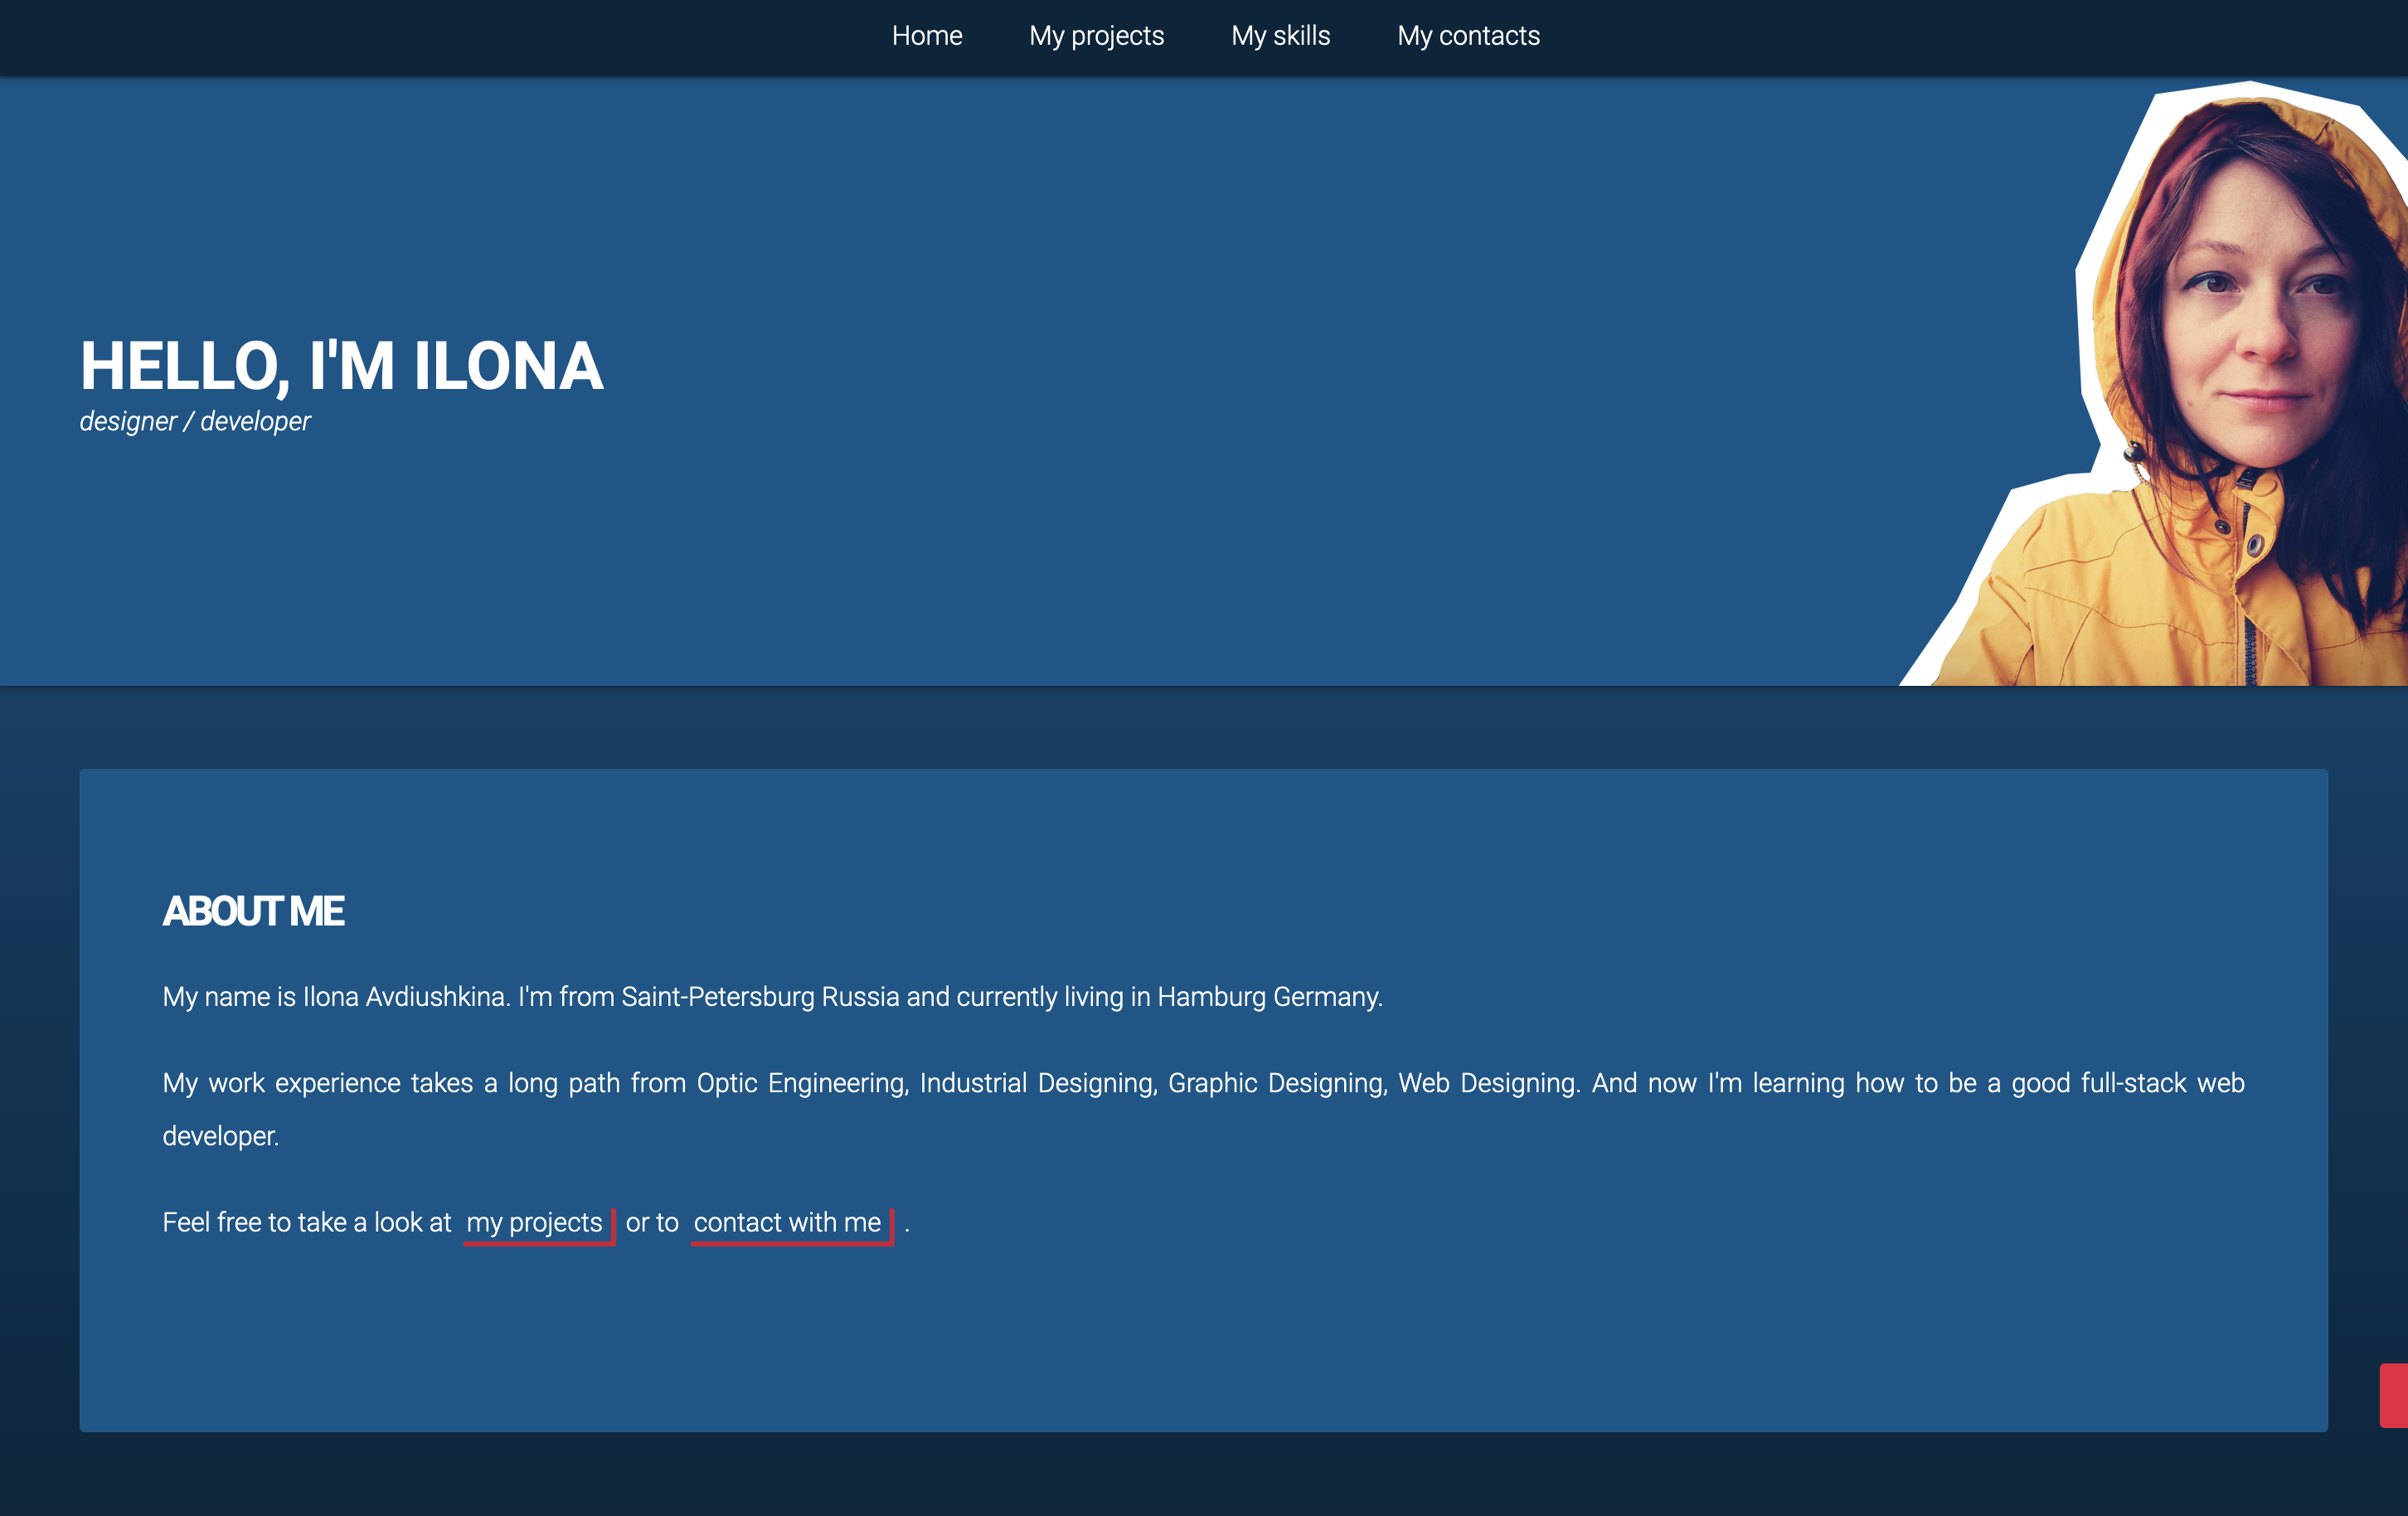 Home My projects My skills My contacts
HELLO, I'M ILONA
designer / developer
ABOUT ME
My name is Ilona Avdiushkina. I'm from Saint-Petersburg Russia and currently living in Hamburg Germany.
My work experience takes a long path from Optic Engineering, Industrial Designing, Graphic Designing, Web Designing. And now I'm learning how to be a good full-stack web
developer.
Feel free to take a look at my projects or to contact with me .